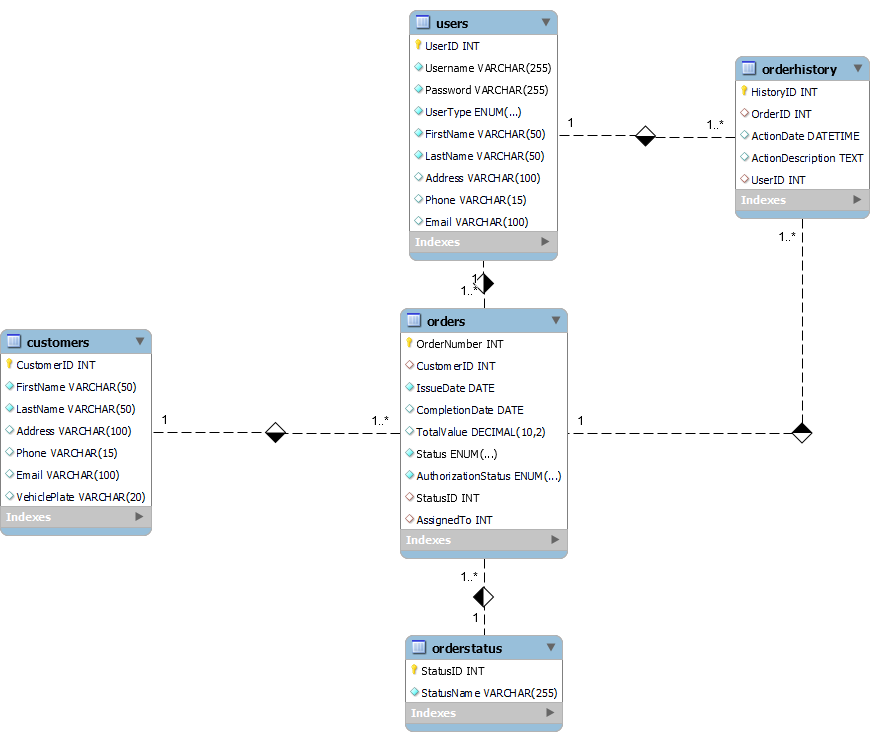 users
UserID INT
Username VARCHAR(255)
Password VARCHAR(255)
UserType ENUM(...)
FirstName VARCHAR(50)
LastName VARCHAR(50)
Address VARCHAR(100)
Phone VARCHAR(15)
Email VARCHAR(100)
Indexes
orderhistory
HistoryID INT
OrderID INT
ActionDate DATETIME
ActionDescription TEXT
UserID INT
Indexes
1
1..*
1..*
1
1..*
customers
CustomerID INT
FirstName VARCHAR(50)
LastName VARCHAR(50)
Address VARCHAR(100)
Phone VARCHAR(15)
Email VARCHAR(100)
VehiclePlate VARCHAR(20)
Indexes
1
1..*
orders
OrderNumber INT
CustomerID INT
IssueDate DATE
CompletionDate DATE
TotalValue DECIMAL(10,2)
Status ENUM(...)
AuthorizationStatus ENUM(...)
StatusID INT
AssignedTo INT
Indexes
1
1..*
1
orderstatus
StatusID INT
StatusName VARCHAR(255)
Indexes